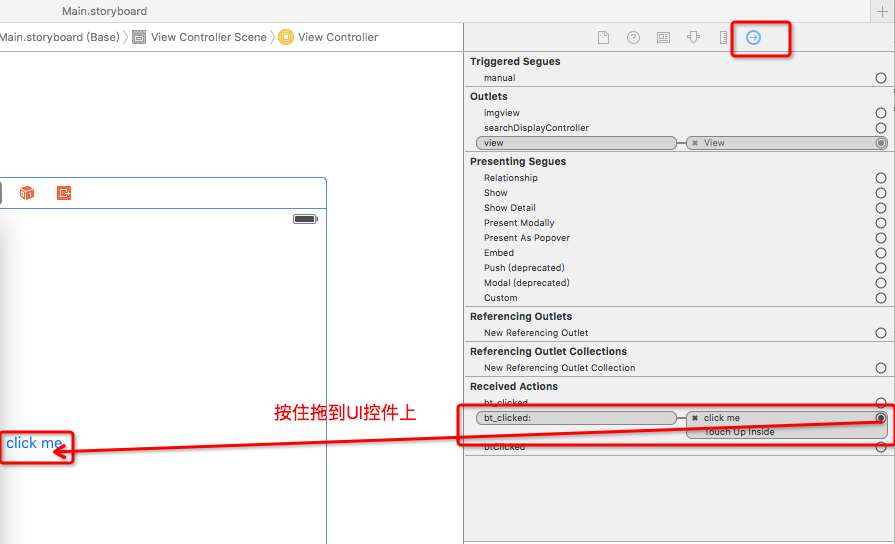 Main.storyboard
Main.storyboard (Base) 〉 View Controller Scene 〉 View Controller
Triggered Segues
manual
Outlets
imgview
searchDisplayController
view
View
Presenting Segues
Relationship
Show
Show Detail
Present Modally
Present As Popover
Embed
Push (deprecated)
Modal (deprecated)
Custom
Referencing Outlets
New Referencing Outlet
Referencing Outlet Collections
New Referencing Outlet Collection
Received Actions
bt_clicked
bt_clicked:
click me
Touch Up Inside
btClicked
按住拖到UI控件上
click me